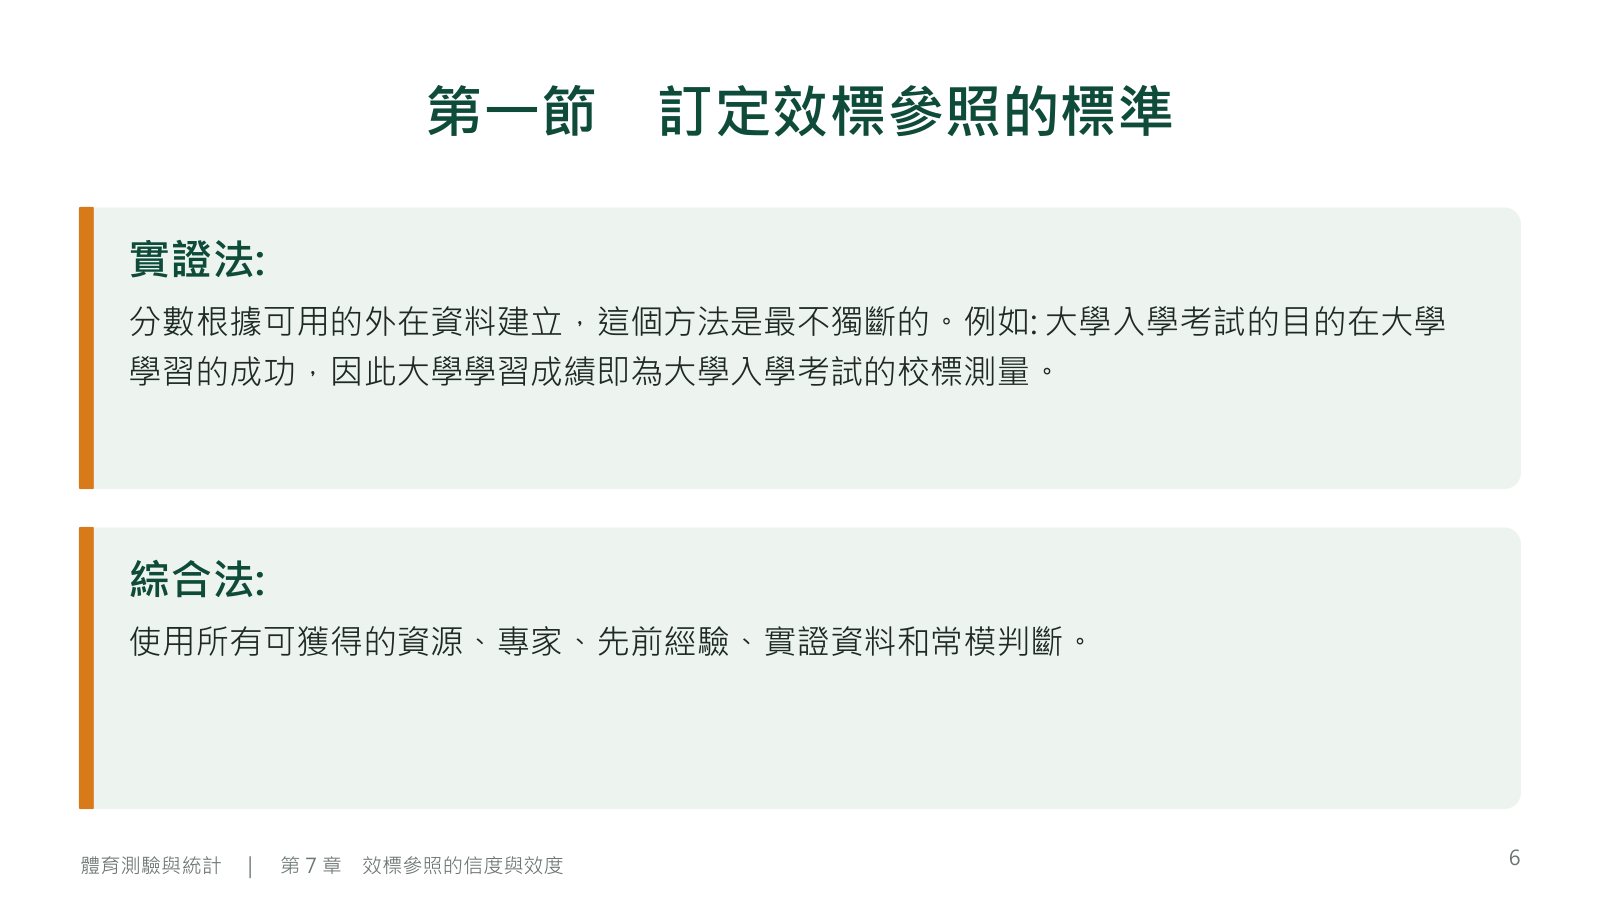 第一節　訂定效標參照的標準
實證法:
分數根據可用的外在資料建立，這個方法是最不獨斷的。例如: 大學入學考試的目的在大學
學習的成功，因此大學學習成績即為大學入學考試的校標測量。
綜合法:
使用所有可獲得的資源、專家、先前經驗、實證資料和常模判斷。
體育測驗與統計　|　第 7 章　效標參照的信度與效度
6